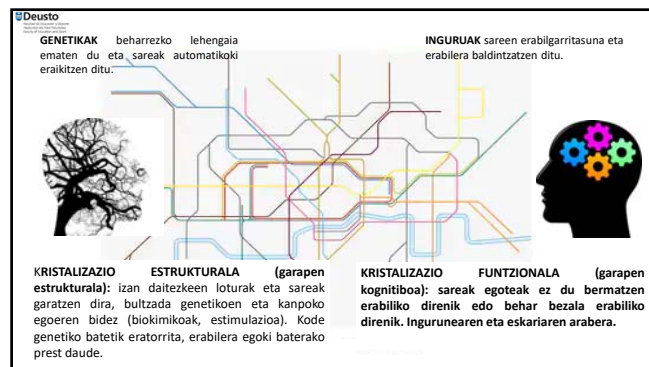 Deusto
GENETIKAK beharrezko lehengaia
ematen du eta sareak automatikoki
eraikitzen ditu.
INGURUAK sareen erabilgarritasuna eta
erabilera baldintzatzen ditu.
KRISTALIZAZIO ESTRUKTURALA (garapen
estrukturala): izan daitezkeen loturak eta sareak
garatzen dira, bultzada genetikoen eta kanpoko
egoeren bidez (biokimikoak, estimulazioa). Kode
genetiko batetik eratorrita, erabilera egoki baterako
prest daude.
KRISTALIZAZIO FUNTZIONALA (garapen
kognitiboa): sareak egoteak ez du bermatzen
erabiliko direnik edo behar bezala erabiliko
direnik. Ingurunearen eta eskariaren arabera.